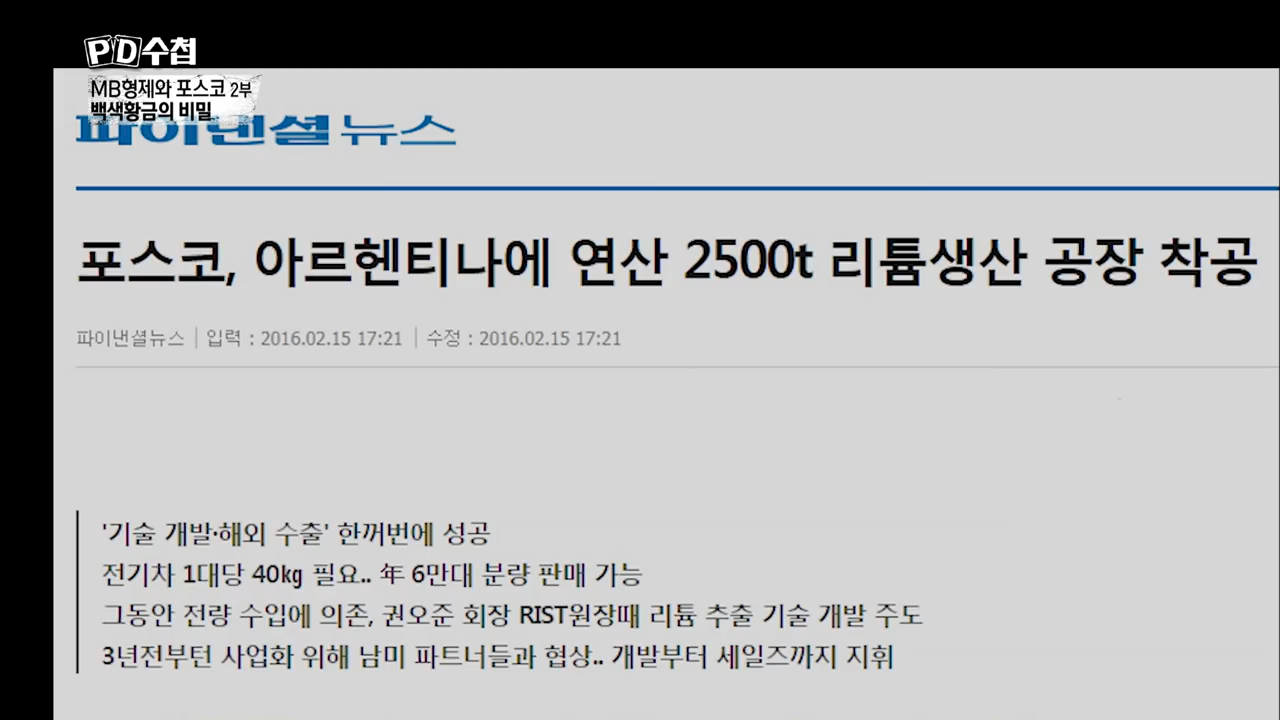 PD수첩
MB형제와 포스코 2부
백색황금의 비밀
파이낸셜뉴스
포스코, 아르헨티나에 연산 2500t 리튬생산 공장 착공
파이낸셜뉴스 | 입력 : 2016.02.15 17:21 | 수정 : 2016.02.15 17:21
'기술 개발·해외 수출' 한꺼번에 성공
전기차 1대당 40㎏ 필요.. 年 6만대 분량 판매 가능
그동안 전량 수입에 의존, 권오준 회장 RIST원장때 리튬 추출 기술 개발 주도
3년전부턴 사업화 위해 남미 파트너들과 협상.. 개발부터 세일즈까지 지휘